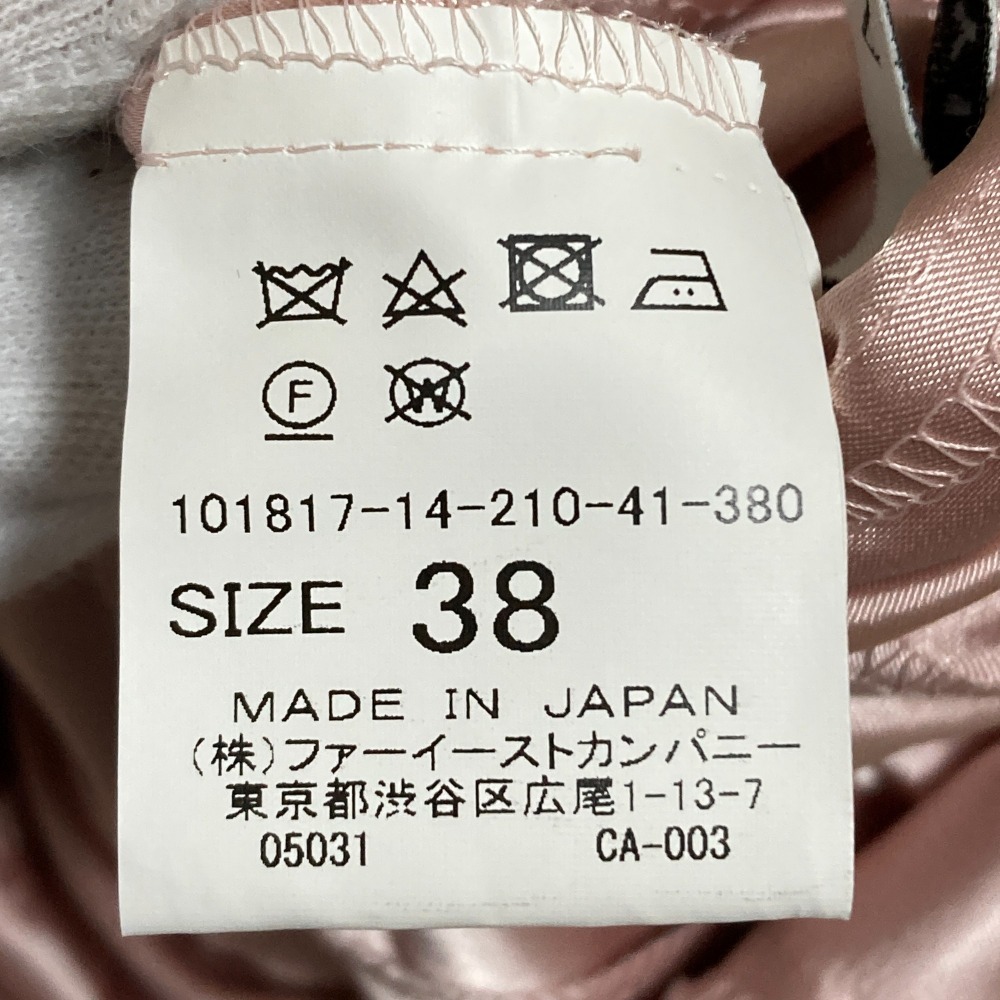 F W
101817-14-210-41-380
SIZE 38
MADE IN JAPAN
(株)ファーイーストカンパニー
東京都渋谷区広尾1-13-7
05031 CA-003